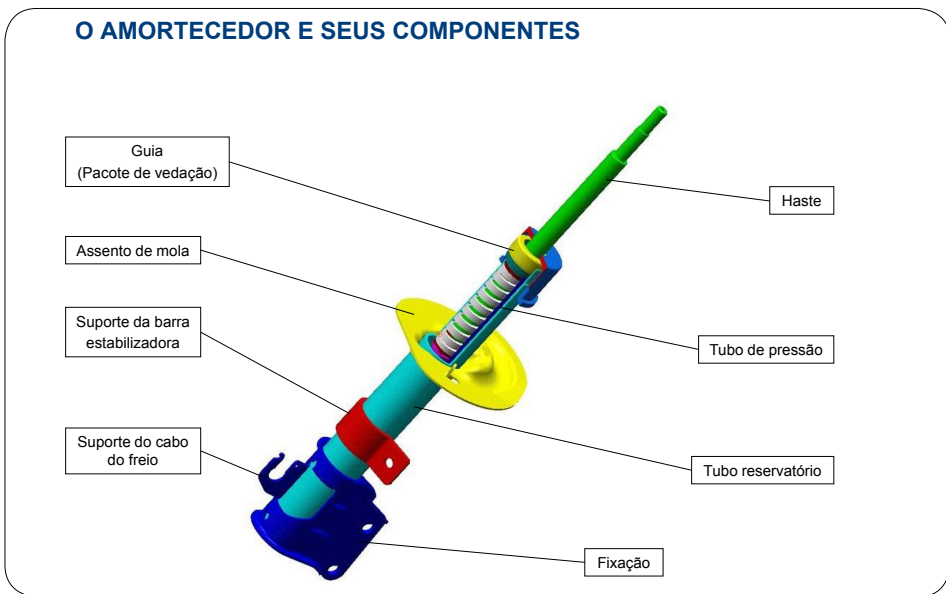 O AMORTECEDOR E SEUS COMPONENTES
Guia
(Pacote de vedação)
Haste
Assento de mola
Suporte da barra
estabilizadora
Tubo de pressão
Suporte do cabo
do freio
Tubo reservatório
Fixação